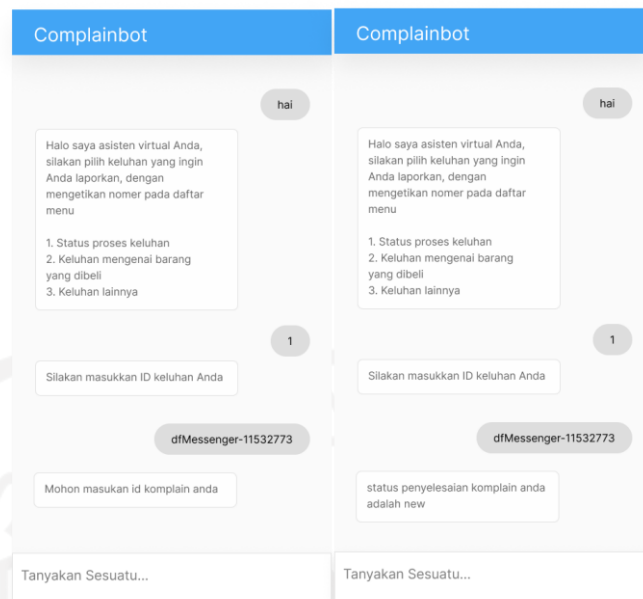 Complainbot
hai
Halo saya asisten virtual Anda,
silakan pilih keluhan yang ingin
Anda laporkan, dengan
mengetikan nomer pada daftar
menu
1. Status proses keluhan
2. Keluhan mengenai barang
yang dibeli
3. Keluhan lainnya
1
Silakan masukkan ID keluhan Anda
dfMessenger-11532773
Mohon masukan id komplain anda
Tanyakan Sesuatu...
Complainbot
hai
Halo saya asisten virtual Anda,
silakan pilih keluhan yang ingin
Anda laporkan, dengan
mengetikan nomer pada daftar
menu
1. Status proses keluhan
2. Keluhan mengenai barang
yang dibeli
3. Keluhan lainnya
1
Silakan masukkan ID keluhan Anda
dfMessenger-11532773
status penyelesaian komplain anda
adalah new
Tanyakan Sesuatu...